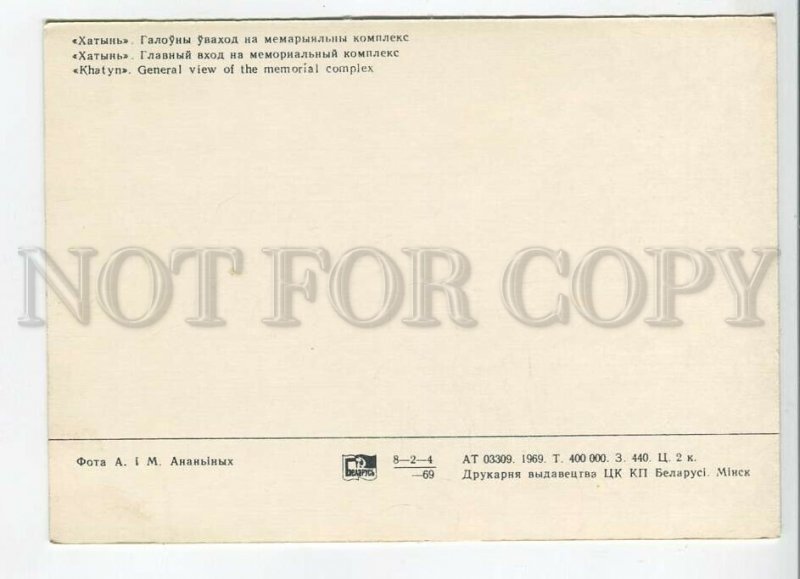 «Хатынь». Галоўны ўваход на мемарыяльны комплекс
«Хатынь». Главный вход на мемориальный комплекс
«Khatyn». General view of the memorial complex
NOT FOR COPY
Фота А. і М. Ананьіных
БЕЛАРУСЬ
8—2—4
—69
АТ 03309. 1969. Т. 400 000. З. 440. Ц. 2 к.
Друкарня выдавецтва ЦК КП Беларусі. Мінск